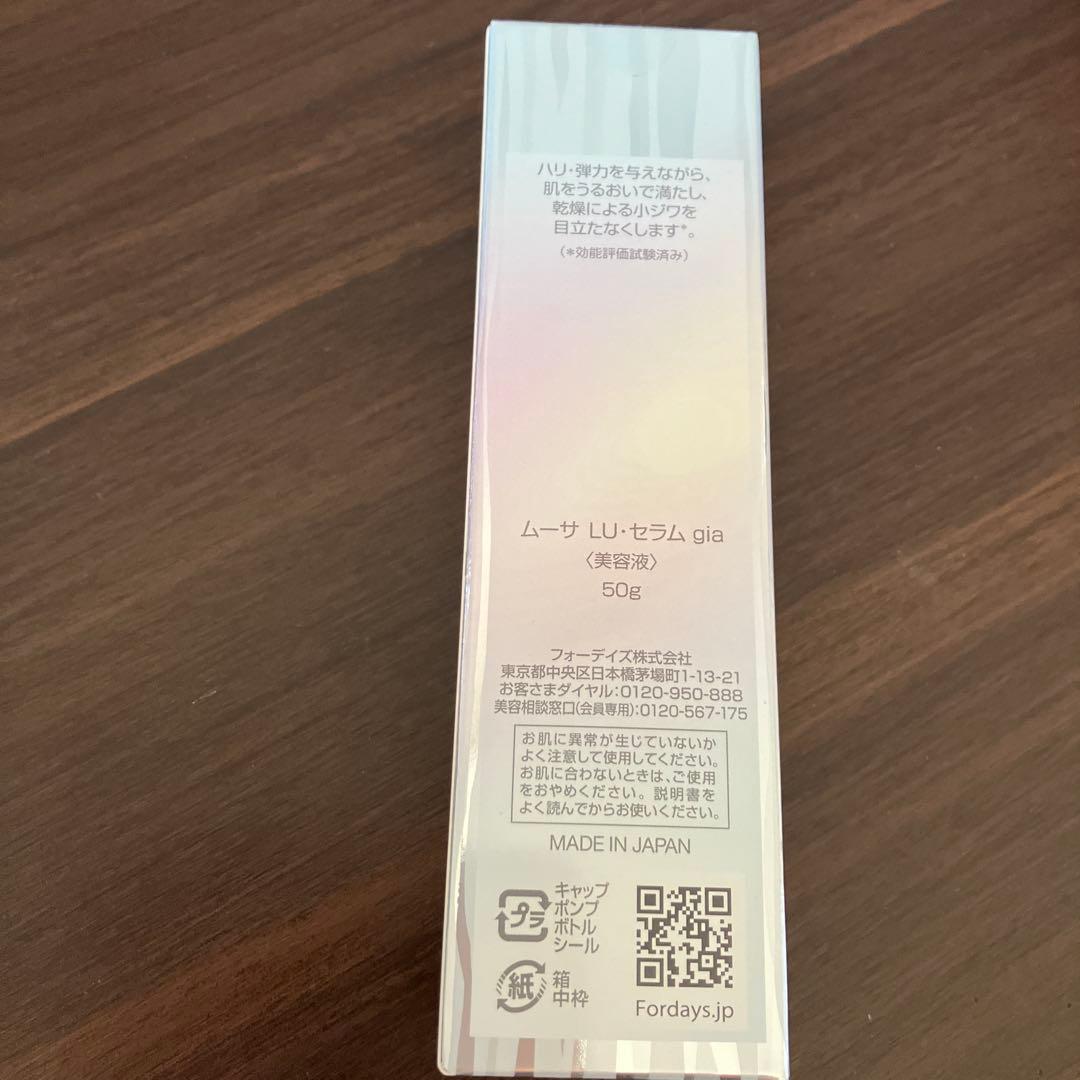 ハリ・弾力を与えながら、
肌をうるおいで満たし、
乾燥による小ジワを
目立たなくします*。
(*効能評価試験済み)
ムーサ LU・セラム gia
〈美容液〉
50g
フォーデイズ株式会社
東京都中央区日本橋茅場町1-13-21
お客さまダイヤル:0120-950-888
美容相談窓口(会員専用):0120-567-175
お肌に異常が生じていないか
よく注意して使用してください。
お肌に合わないときは、ご使用
をおやめください。説明書を
よく読んでからお使いください。
MADE IN JAPAN
プラ
キャップ
ポンプ
ボトル
シール
紙
箱
中枠
Fordays.jp